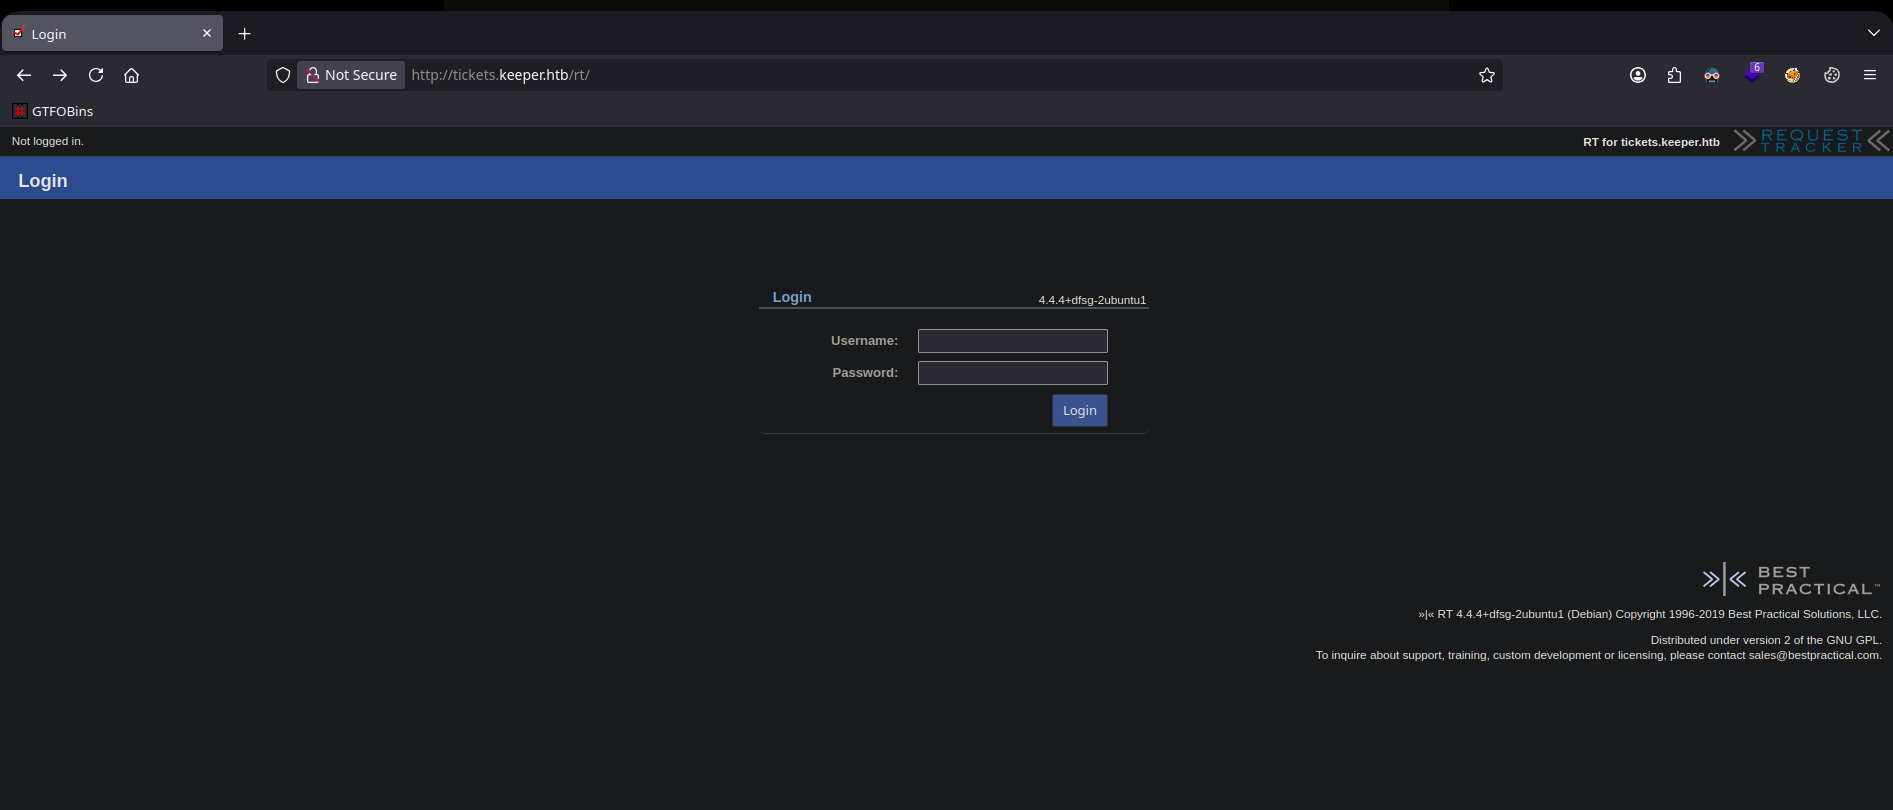 Login
6
Not Secure
http://tickets.keeper.htb/rt/
GTFOBins
Not logged in.
RT for tickets.keeper.htb
REQUEST
TRACKER
Login
Login
4.4.4+dfsg-2ubuntu1
Username:
Password:
Login
BEST
PRACTICAL™
»|« RT 4.4.4+dfsg-2ubuntu1 (Debian) Copyright 1996-2019 Best Practical Solutions, LLC.
Distributed under version 2 of the GNU GPL.
To inquire about support, training, custom development or licensing, please contact sales@bestpractical.com.